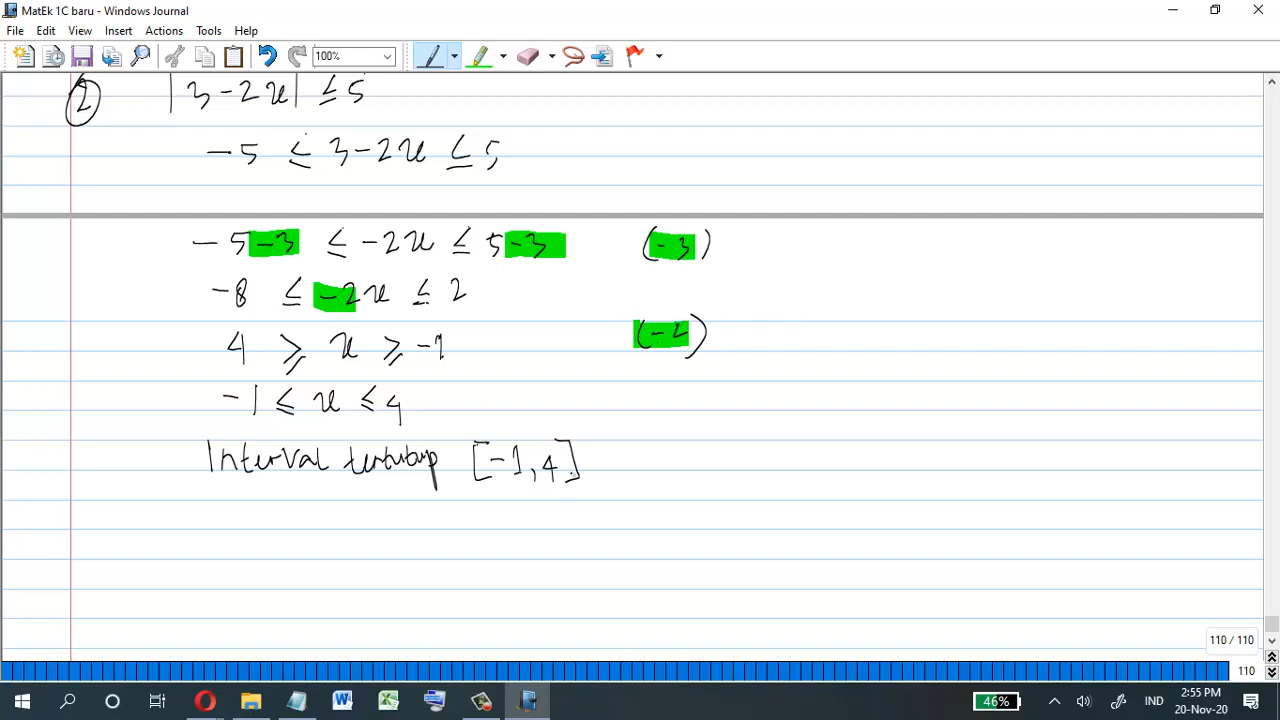 MatEk 1C baru - Windows Journal
File Edit View Insert Actions Tools Help
100%
2 |3-2x| ≤ 5
-5 ≤ 3-2x ≤ 5
-5-3 ≤ -2x ≤ 5-3 (-3)
-8 ≤ -2x ≤ 2
(-2)
4 ≥ x ≥ -1
-1 ≤ x ≤ 4
Interval tertutup [-1,4]
110 / 110
110
46% IND 2:55 PM
20-Nov-20